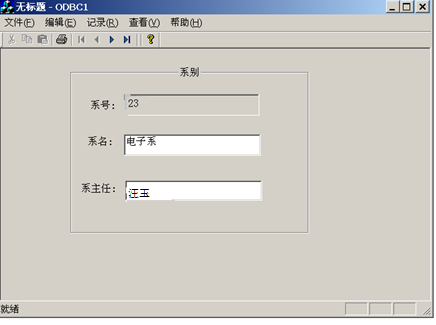 无标题 - ODBC1
文件(F) 编辑(E) 记录(R) 查看(V) 帮助(H)
系别
系号: 23
系名: 电子系
系主任: 汪玉
就绪